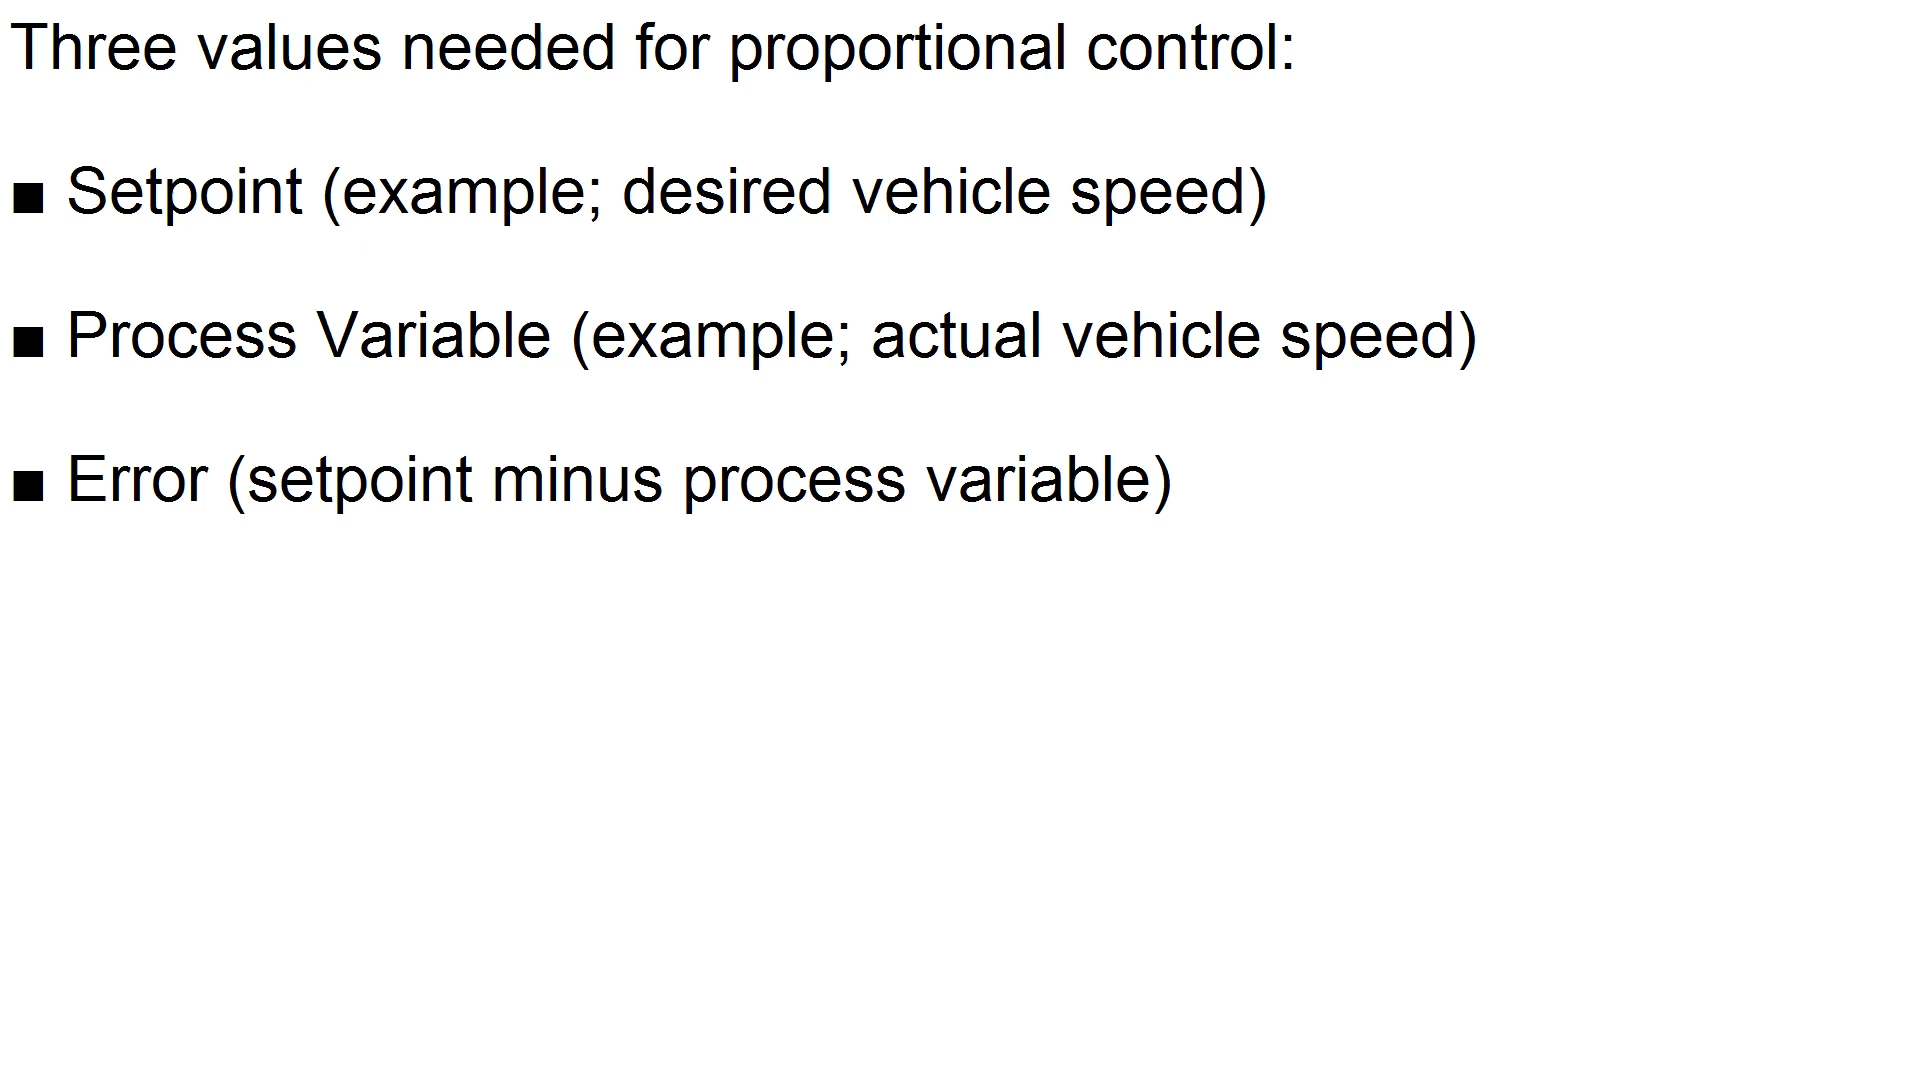 Three values needed for proportional control:
■ Setpoint (example; desired vehicle speed)
■ Process Variable (example; actual vehicle speed)
■ Error (setpoint minus process variable)